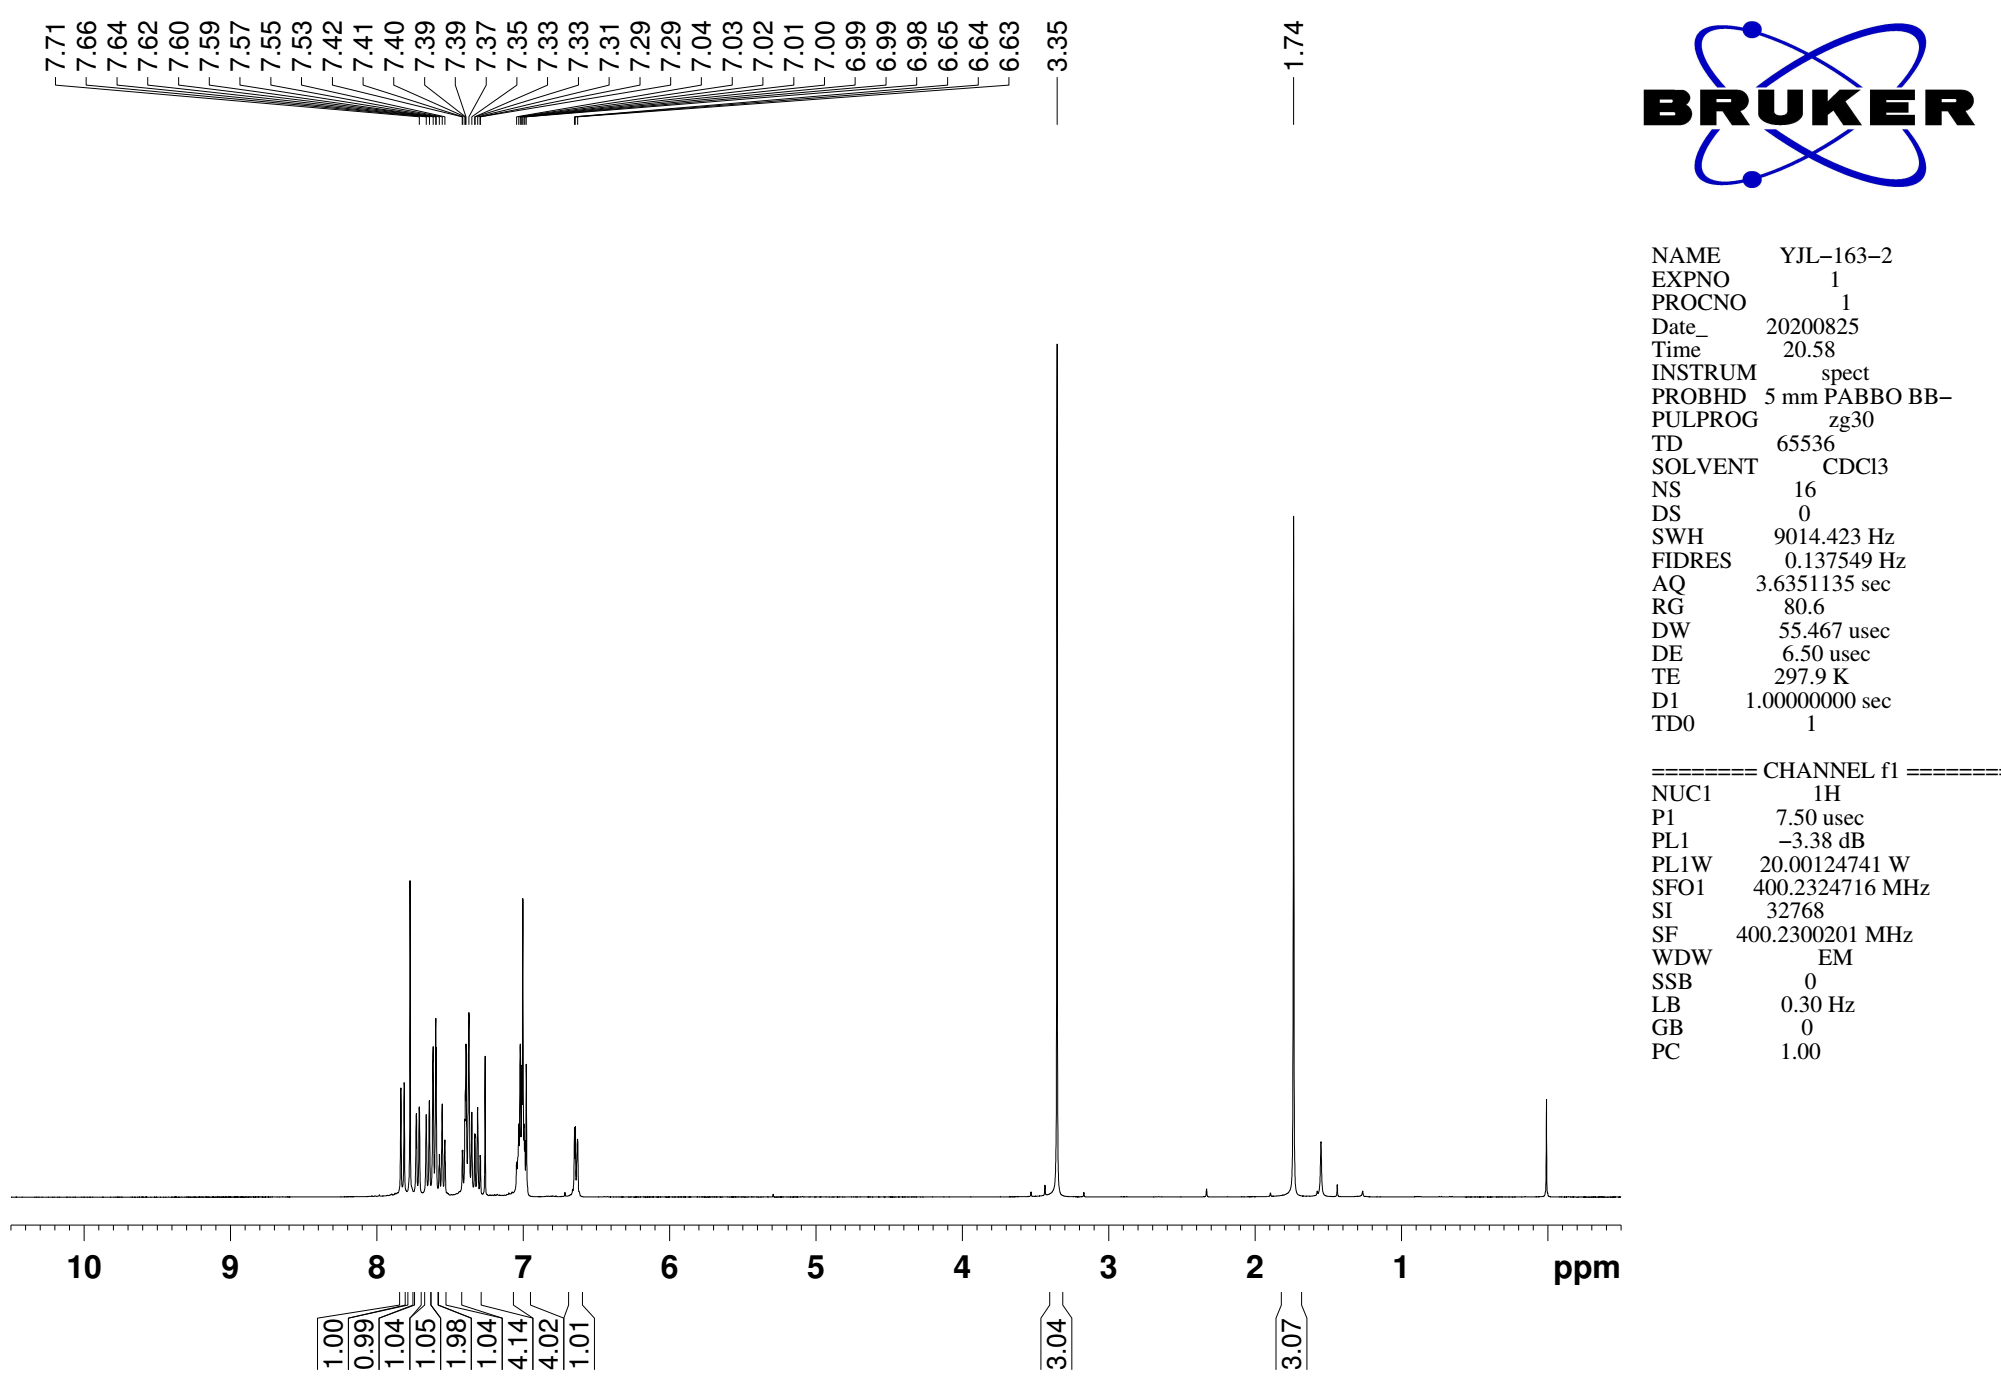 7.71 7.66 7.64 7.62 7.60 7.59 7.57 7.55 7.53 7.42 7.41 7.40 7.39 7.39 7.37 7.35 7.33 7.33 7.31 7.29 7.29 7.04 7.03 7.02 7.01 7.00 6.99 6.99 6.98 6.65 6.64 6.63 3.35 1.74
BRUKER
NAME YJL−163−2
EXPNO 1
PROCNO 1
Date_ 20200825
Time 20.58
INSTRUM spect
PROBHD 5 mm PABBO BB−
PULPROG zg30
TD 65536
SOLVENT CDCl3
NS 16
DS 0
SWH 9014.423 Hz
FIDRES 0.137549 Hz
AQ 3.6351135 sec
RG 80.6
DW 55.467 usec
DE 6.50 usec
TE 297.9 K
D1 1.00000000 sec
TD0 1
======== CHANNEL f1 ========
NUC1 1H
P1 7.50 usec
PL1 −3.38 dB
PL1W 20.00124741 W
SFO1 400.2324716 MHz
SI 32768
SF 400.2300201 MHz
WDW EM
SSB 0
LB 0.30 Hz
GB 0
PC 1.00
10 9 8 7 6 5 4 3 2 1 ppm
1.00 0.99 1.04 1.05 1.98 1.04 4.14 4.02 1.01 3.04 3.07